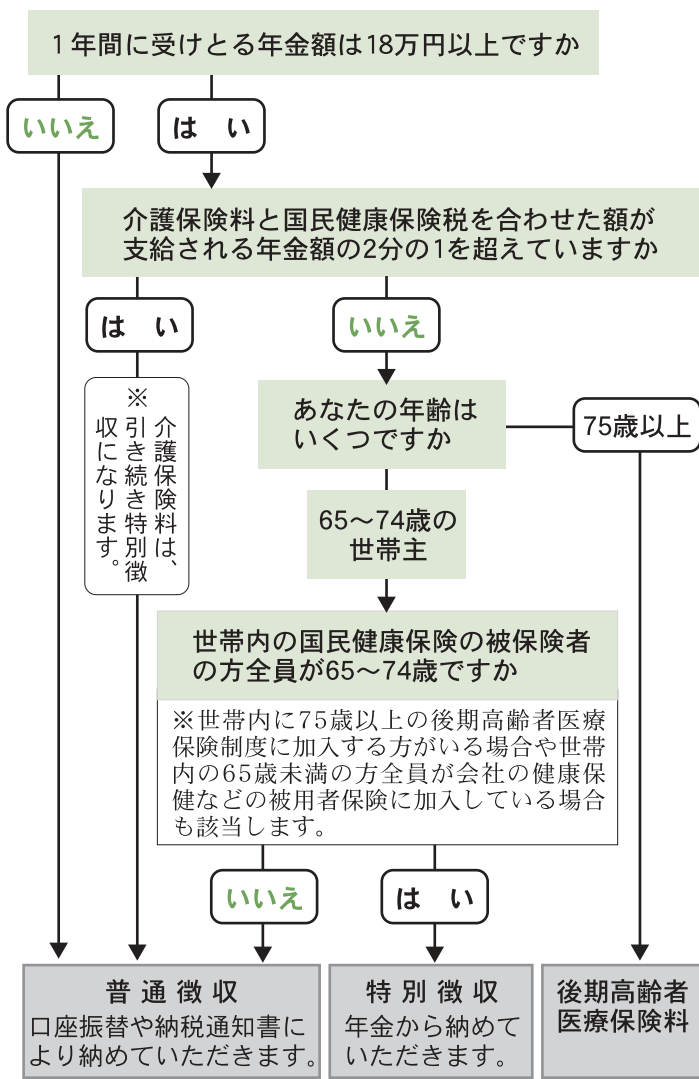 1年間に受けとる年金額は18万円以上ですか
いいえ
は い
介護保険料と国民健康保険税を合わせた額が
支給される年金額の2分の1を超えていますか
は い
いいえ
※介護保険料は、
引き続き特別徴
収になります。
あなたの年齢は
いくつですか
75歳以上
65～74歳の
世帯主
世帯内の国民健康保険の被保険者
の方全員が65～74歳ですか
※世帯内に75歳以上の後期高齢者医療
保険制度に加入する方がいる場合や世帯
内の65歳未満の方全員が会社の健康保
健などの被用者保険に加入している場合
も該当します。
いいえ
は い
普通徴収
口座振替や納税通知書に
より納めていただきます。
特別徴収
年金から納めて
いただきます。
後期高齢者
医療保険料